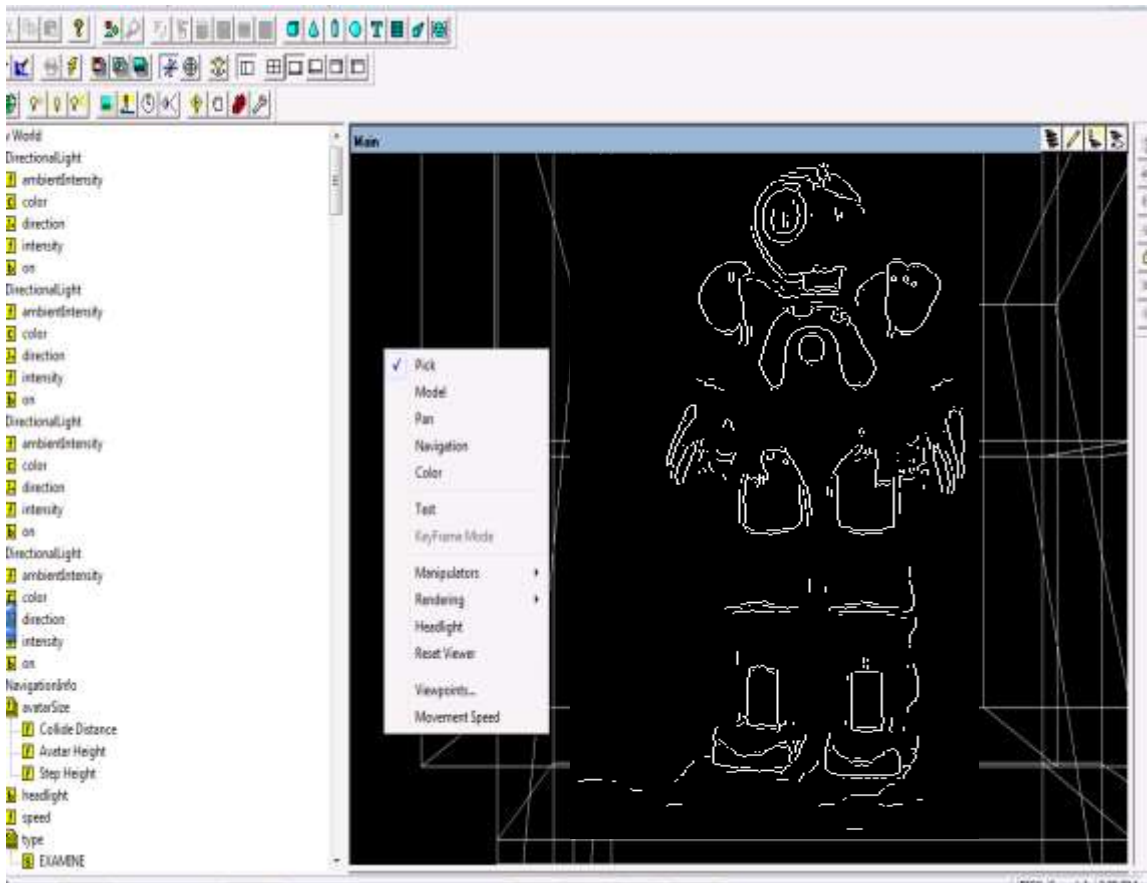 World
Main
DirectionalLight
ambientIntensity
color
direction
intensity
on
DirectionalLight
ambientIntensity
color
direction
intensity
on
DirectionalLight
ambientIntensity
color
direction
intensity
on
DirectionalLight
ambientIntensity
color
direction
intensity
on
NavigationInfo
avatarSize
Collide Distance
Avatar Height
Step Height
headlight
speed
type
EXAMINE
Pick
Model
Pan
Navigation
Color
Test
KeyFrame Mode
Manipulators
Rendering
Headlight
Reset Viewer
Viewpoints...
Movement Speed